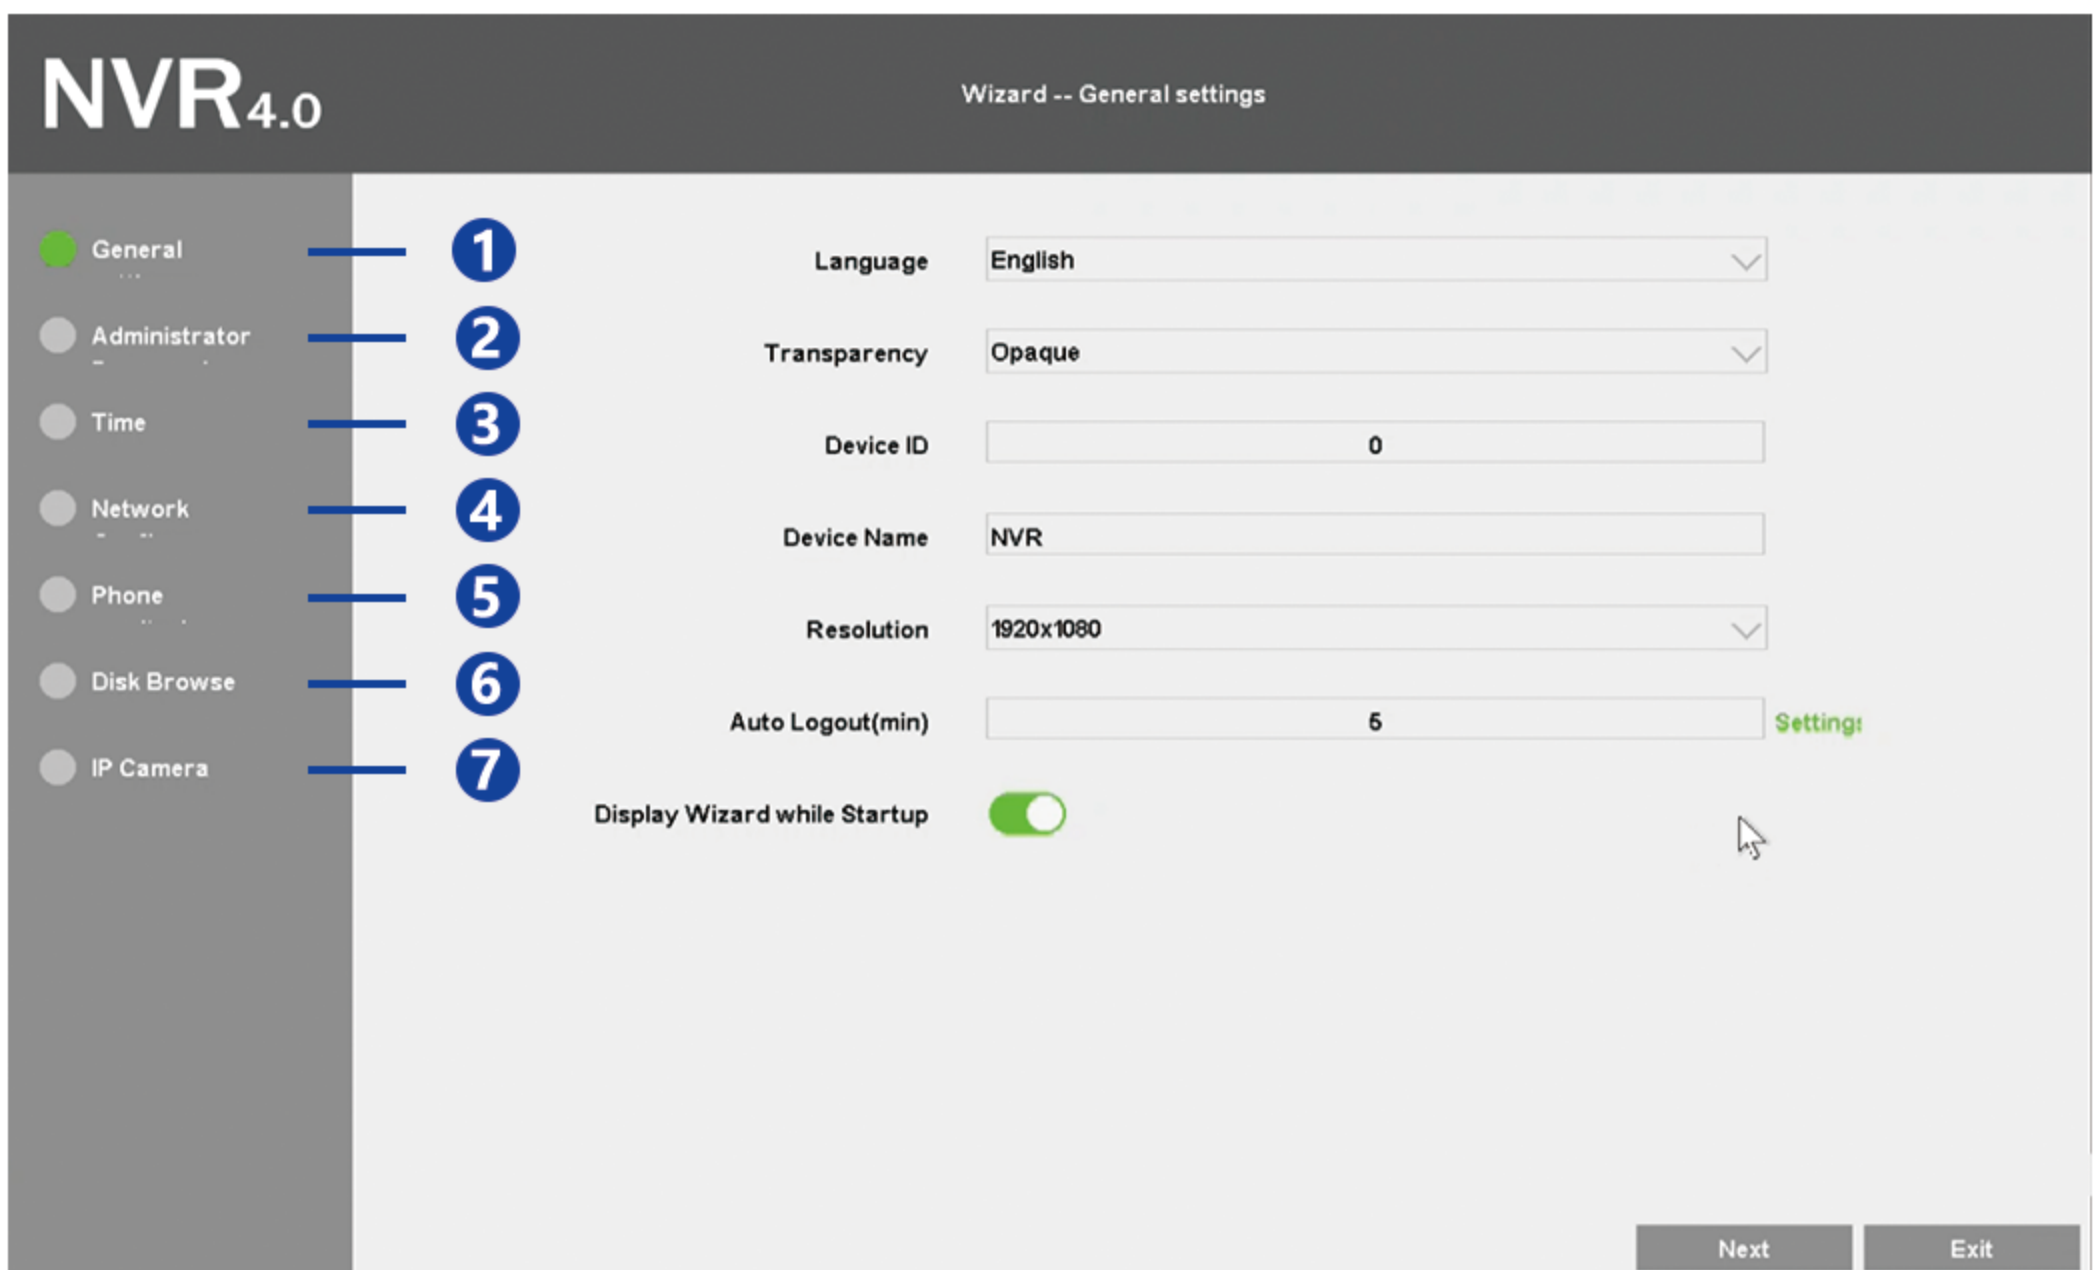 NVR4.0
Wizard -- General settings
General 1
Administrator 2
Time 3
Network 4
Phone 5
Disk Browse 6
IP Camera 7
Language English
Transparency Opaque
Device ID 0
Device Name NVR
Resolution 1920x1080
Auto Logout(min) 5
Display Wizard while Startup
Next Exit